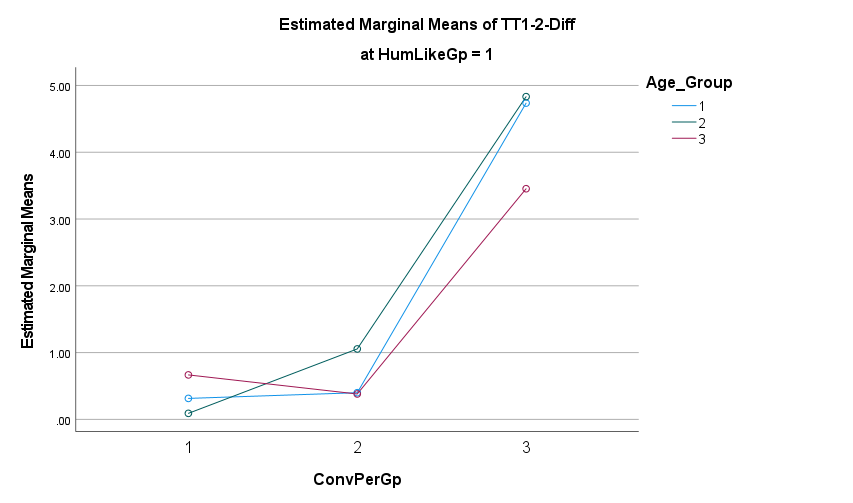 Estimated Marginal Means of TT1-2-Diff
at HumLikeGp = 1
Age_Group
1
2
3
Estimated Marginal Means
5.00
4.00
3.00
2.00
1.00
.00
1 2 3
ConvPerGp